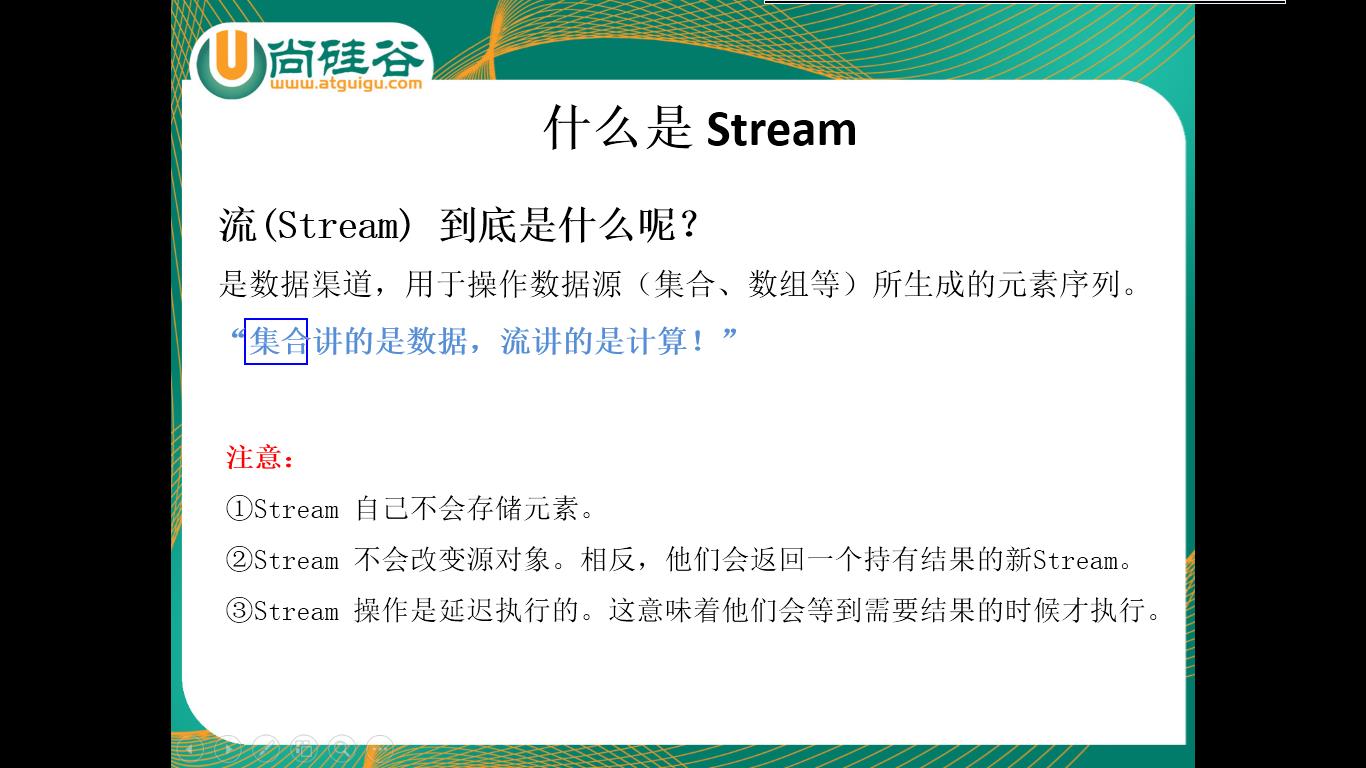 尚硅谷
www.atguigu.com
什么是 Stream
流(Stream) 到底是什么呢？
是数据渠道，用于操作数据源（集合、数组等）所生成的元素序列。
“集合讲的是数据，流讲的是计算！”
注意：
①Stream 自己不会存储元素。
②Stream 不会改变源对象。相反，他们会返回一个持有结果的新Stream。
③Stream 操作是延迟执行的。这意味着他们会等到需要结果的时候才执行。